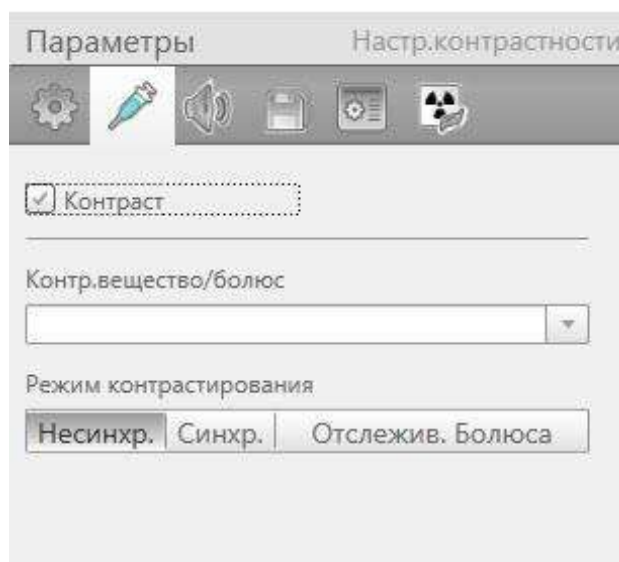 Параметры Настр.контрастности
Контраст
Контр.вещество/болюс
Режим контрастирования
Несинхр. Синхр. Отслежив. Болюса